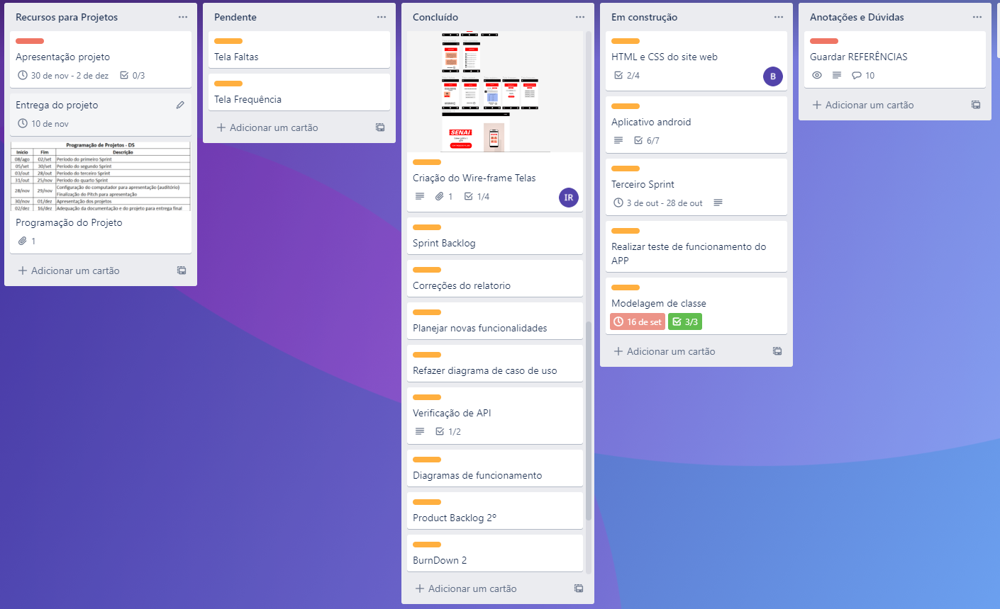 Recursos para Projetos
Apresentação projeto
30 de nov - 2 de dez 0/3
Entrega do projeto
10 de nov
Programação de Projetos - DS
Início Fim Descrição
08/ago 02/set Período do primeiro Sprint
05/set 30/set Período do segundo Sprint
03/out 28/out Período do terceiro Sprint
31/out 25/nov Período do quarto Sprint
28/nov 29/nov Configuração do computador para apresentação (auditório)
Finalização do Pitch para apresentação
30/nov 01/dez Apresentação dos projetos
02/dez 16/dez Adequação da documentação e do projeto para entrega final
Programação do Projeto
1
Adicionar um cartão
Pendente
Tela Faltas
Tela Frequência
Adicionar um cartão
Concluído
SENAI
APP
Criação do Wire-frame Telas
1 1/4
IR
Sprint Backlog
Correções do relatorio
Planejar novas funcionalidades
Refazer diagrama de caso de uso
Verificação de API
1/2
Diagramas de funcionamento
Product Backlog 2º
BurnDown 2
Adicionar um cartão
Em construção
HTML e CSS do site web
2/4
B
Aplicativo android
6/7
Terceiro Sprint
3 de out - 28 de out
Realizar teste de funcionamento do
APP
Modelagem de classe
16 de set 3/3
Adicionar um cartão
Anotações e Dúvidas
Guardar REFERÊNCIAS
10
Adicionar um cartão